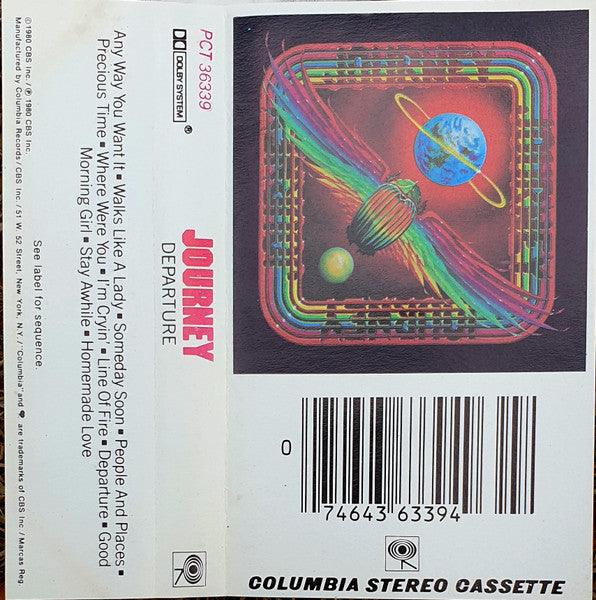 © 1980 CBS Inc./℗ 1980 CBS Inc.
Manufactured by Columbia Records/CBS Inc./51 W. 52 Street, New York, N.Y./"Columbia" and are trademarks of CBS Inc/Marcas Reg.
See label for sequence.
Any Way You Want It ▪ Walks Like A Lady ▪ Someday Soon ▪ People And Places ▪
Precious Time ▪ Where Were You ▪ I'm Cryin' ▪ Line Of Fire ▪ Departure ▪ Good
Morning Girl ▪ Stay Awhile ▪ Homemade Love
PCT 36339
DOLBY SYSTEM ®
JOURNEY
DEPARTURE
0
74643 63394
COLUMBIA STEREO CASSETTE